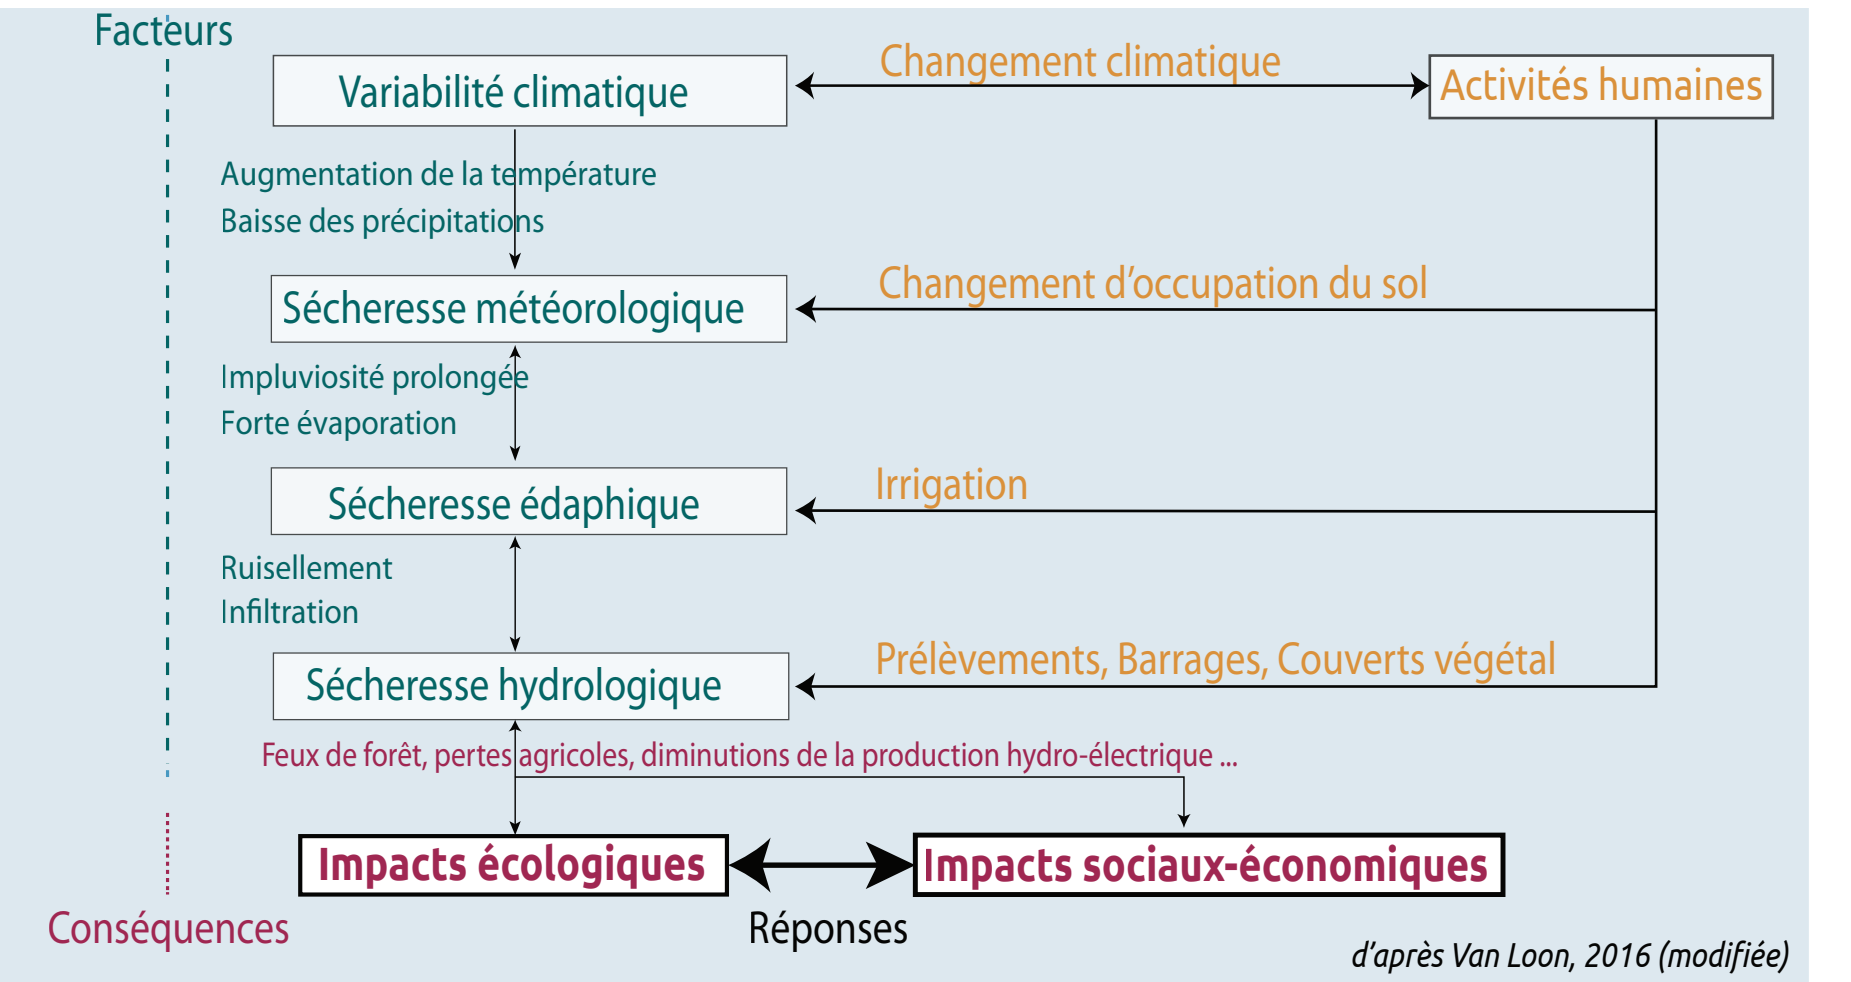 Facteurs
Variabilité climatique
Changement climatique
Activités humaines
Augmentation de la température
Baisse des précipitations
Sécheresse météorologique
Changement d'occupation du sol
Impluviosité prolongée
Forte évaporation
Sécheresse édaphique
Irrigation
Ruisellement
Infiltration
Sécheresse hydrologique
Prélèvements, Barrages, Couverts végétal
Feux de forêt, pertes agricoles, diminutions de la production hydro-électrique ...
Impacts écologiques
Impacts sociaux-économiques
Conséquences
Réponses
d'après Van Loon, 2016 (modifiée)